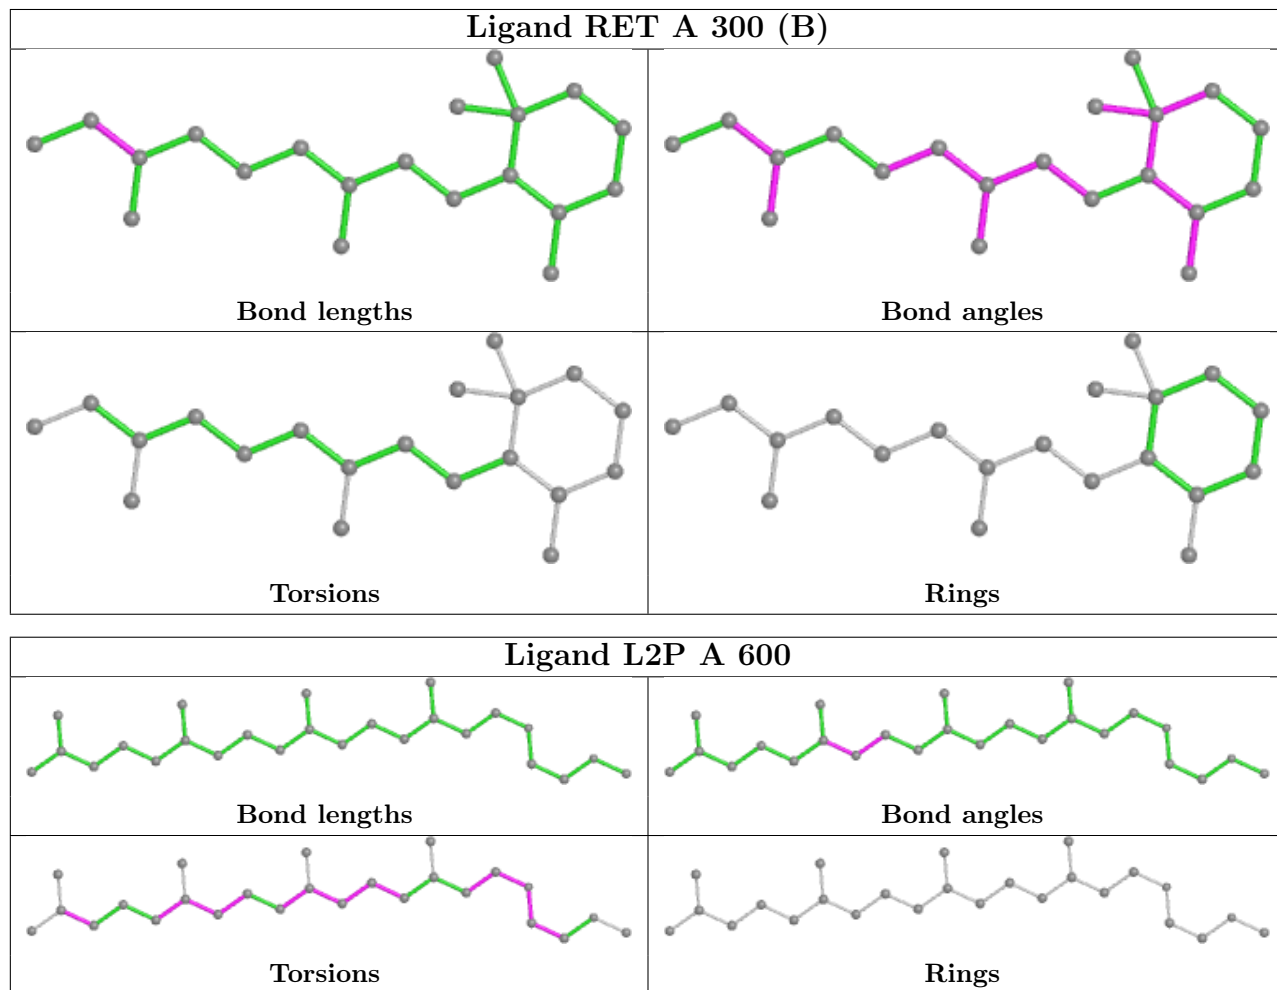 Ligand RET A 300 (B)
Bond lengths
Bond angles
Torsions
Rings
Ligand L2P A 600
Bond lengths
Bond angles
Torsions
Rings